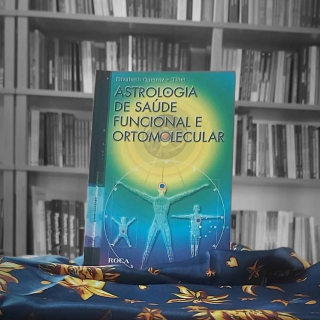 ASTROLOGIA
DE SAÚDE
FUNCIONAL E
ORTOMOLECULAR
ROCA